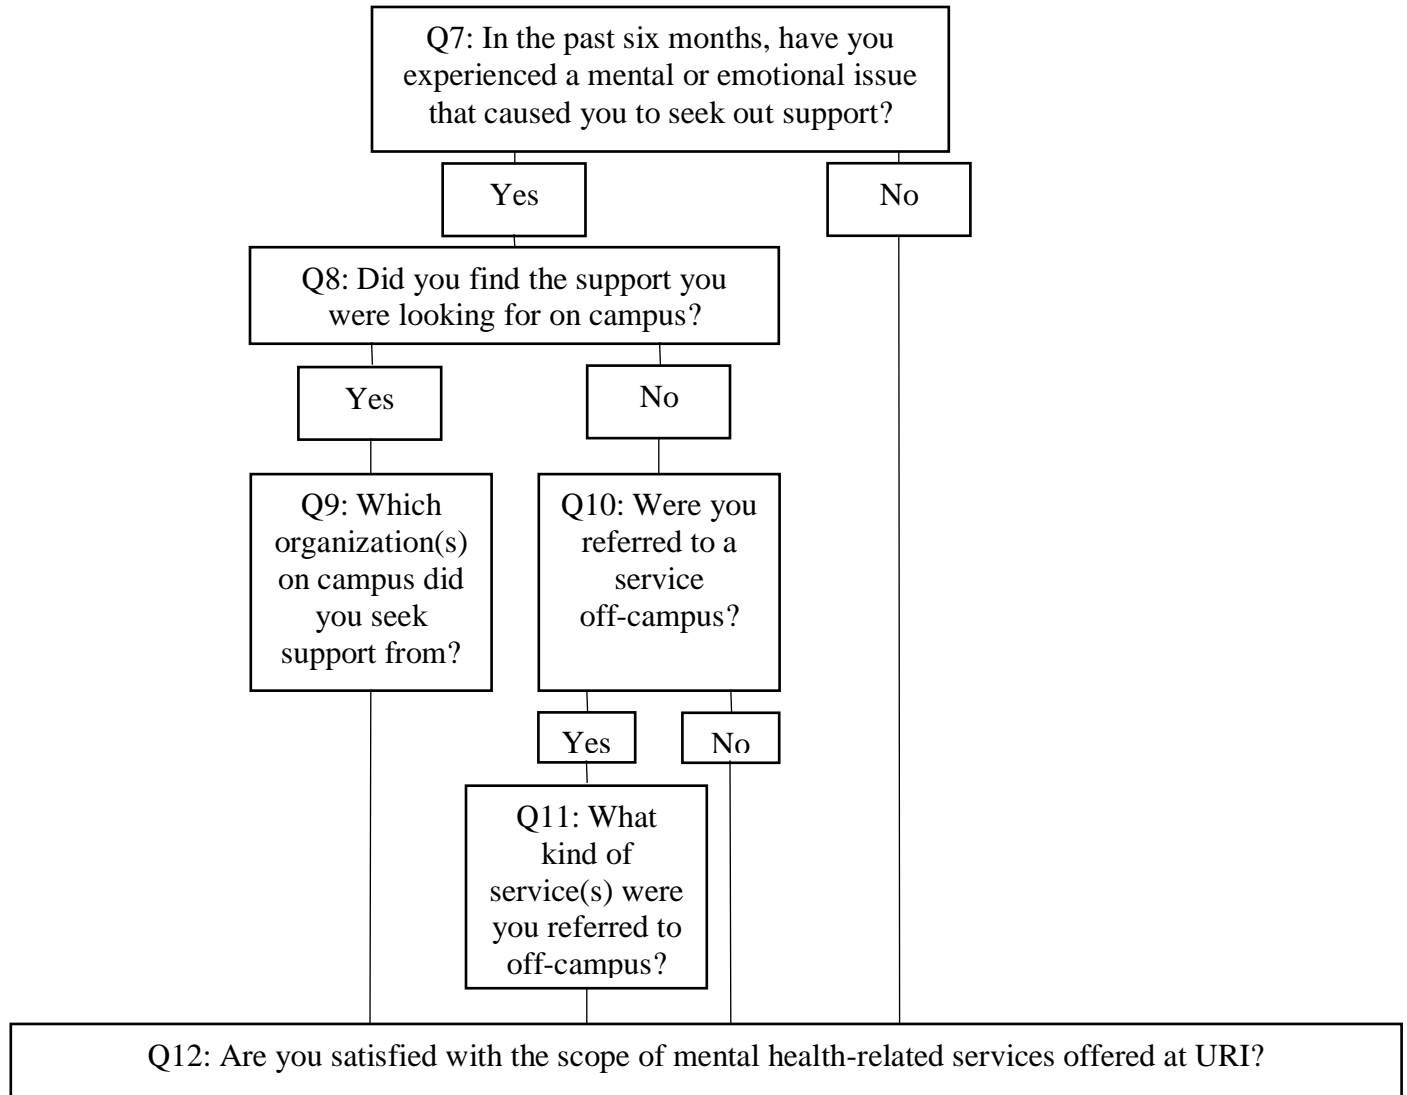 Q7: In the past six months, have you
experienced a mental or emotional issue
that caused you to seek out support?
Yes
No
Q8: Did you find the support you
were looking for on campus?
Yes
No
Q9: Which
organization(s)
on campus did
you seek
support from?
Q10: Were you
referred to a
service
off-campus?
Yes
No
Q11: What
kind of
service(s) were
you referred to
off-campus?
Q12: Are you satisfied with the scope of mental health-related services offered at URI?